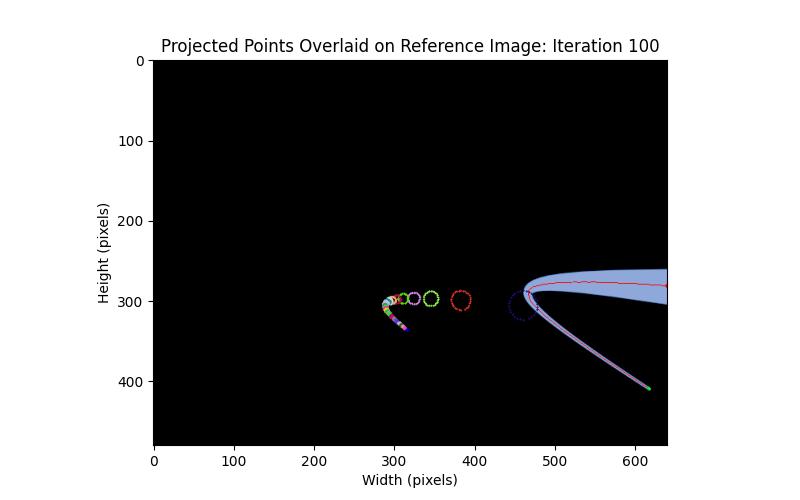 Projected Points Overlaid on Reference Image: Iteration 100
0
100
200
300
400
Height (pixels)
0 100 200 300 400 500 600
Width (pixels)